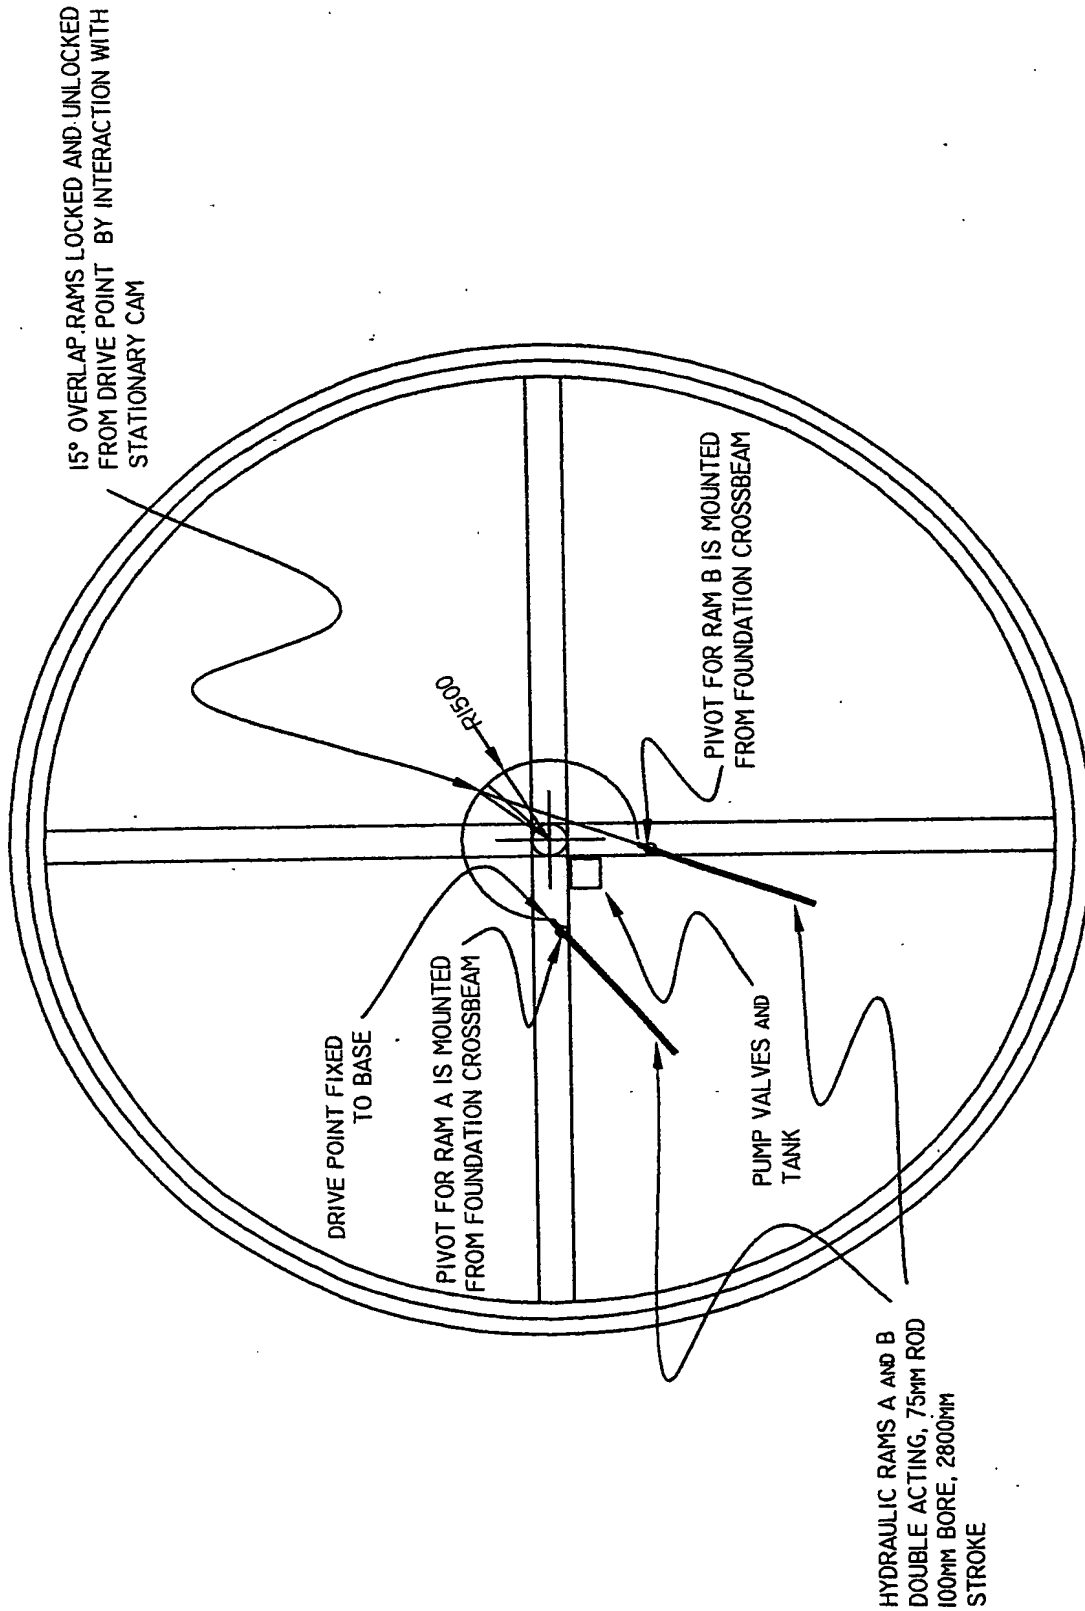 15° OVERLAP.RAMS LOCKED AND UNLOCKED
FROM DRIVE POINT BY INTERACTION WITH
STATIONARY CAM
R1500
DRIVE POINT FIXED
TO BASE
PIVOT FOR RAM A IS MOUNTED
FROM FOUNDATION CROSSBEAM
PIVOT FOR RAM B IS MOUNTED
FROM FOUNDATION CROSSBEAM
PUMP VALVES AND
TANK
HYDRAULIC RAMS A AND B
DOUBLE ACTING, 75MM ROD
100MM BORE, 2800MM
STROKE